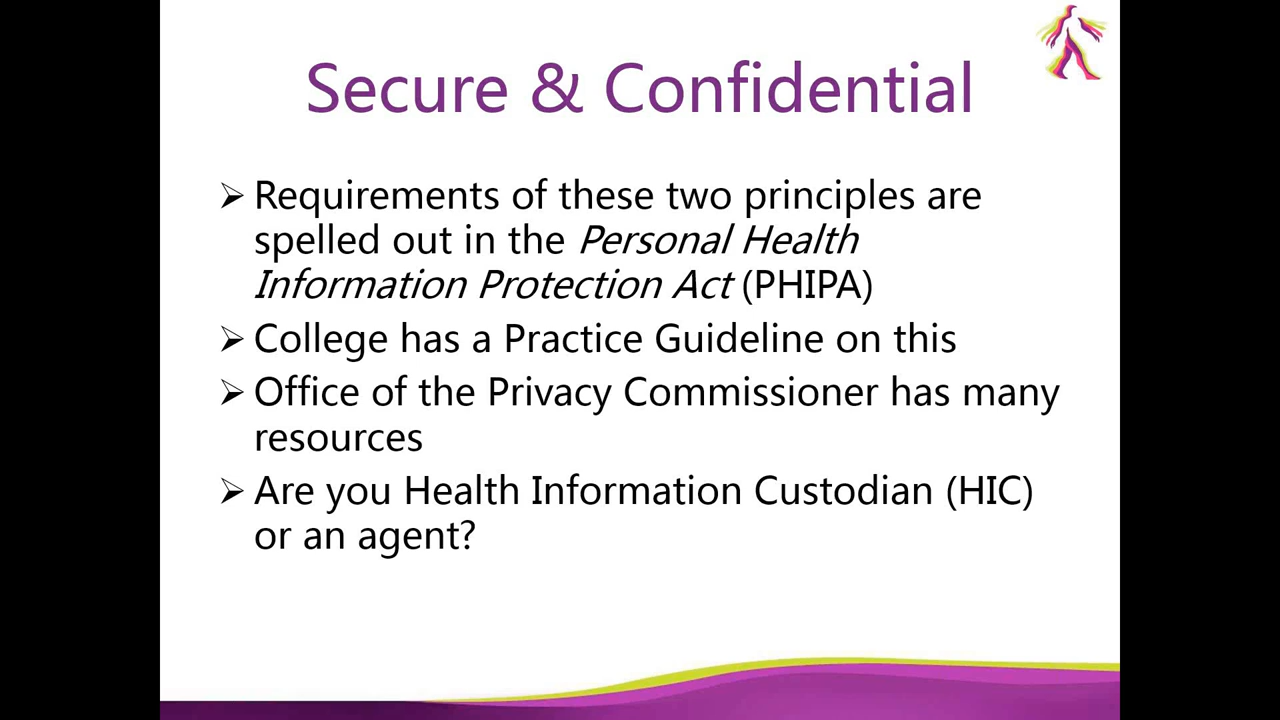 Secure & Confidential
➢ Requirements of these two principles are
spelled out in the Personal Health
Information Protection Act (PHIPA)
➢ College has a Practice Guideline on this
➢ Office of the Privacy Commissioner has many
resources
➢ Are you Health Information Custodian (HIC)
or an agent?